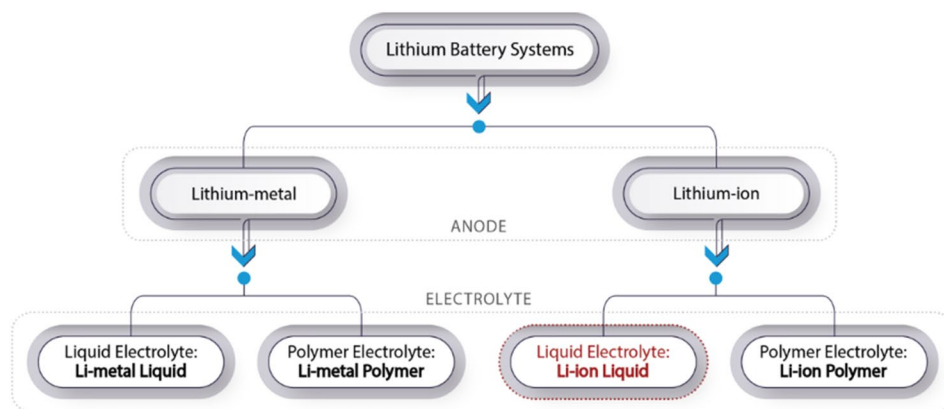 Lithium Battery Systems
Lithium-metal
Lithium-ion
ANODE
ELECTROLYTE
Liquid Electrolyte:
Li-metal Liquid
Polymer Electrolyte:
Li-metal Polymer
Liquid Electrolyte:
Li-ion Liquid
Polymer Electrolyte:
Li-ion Polymer